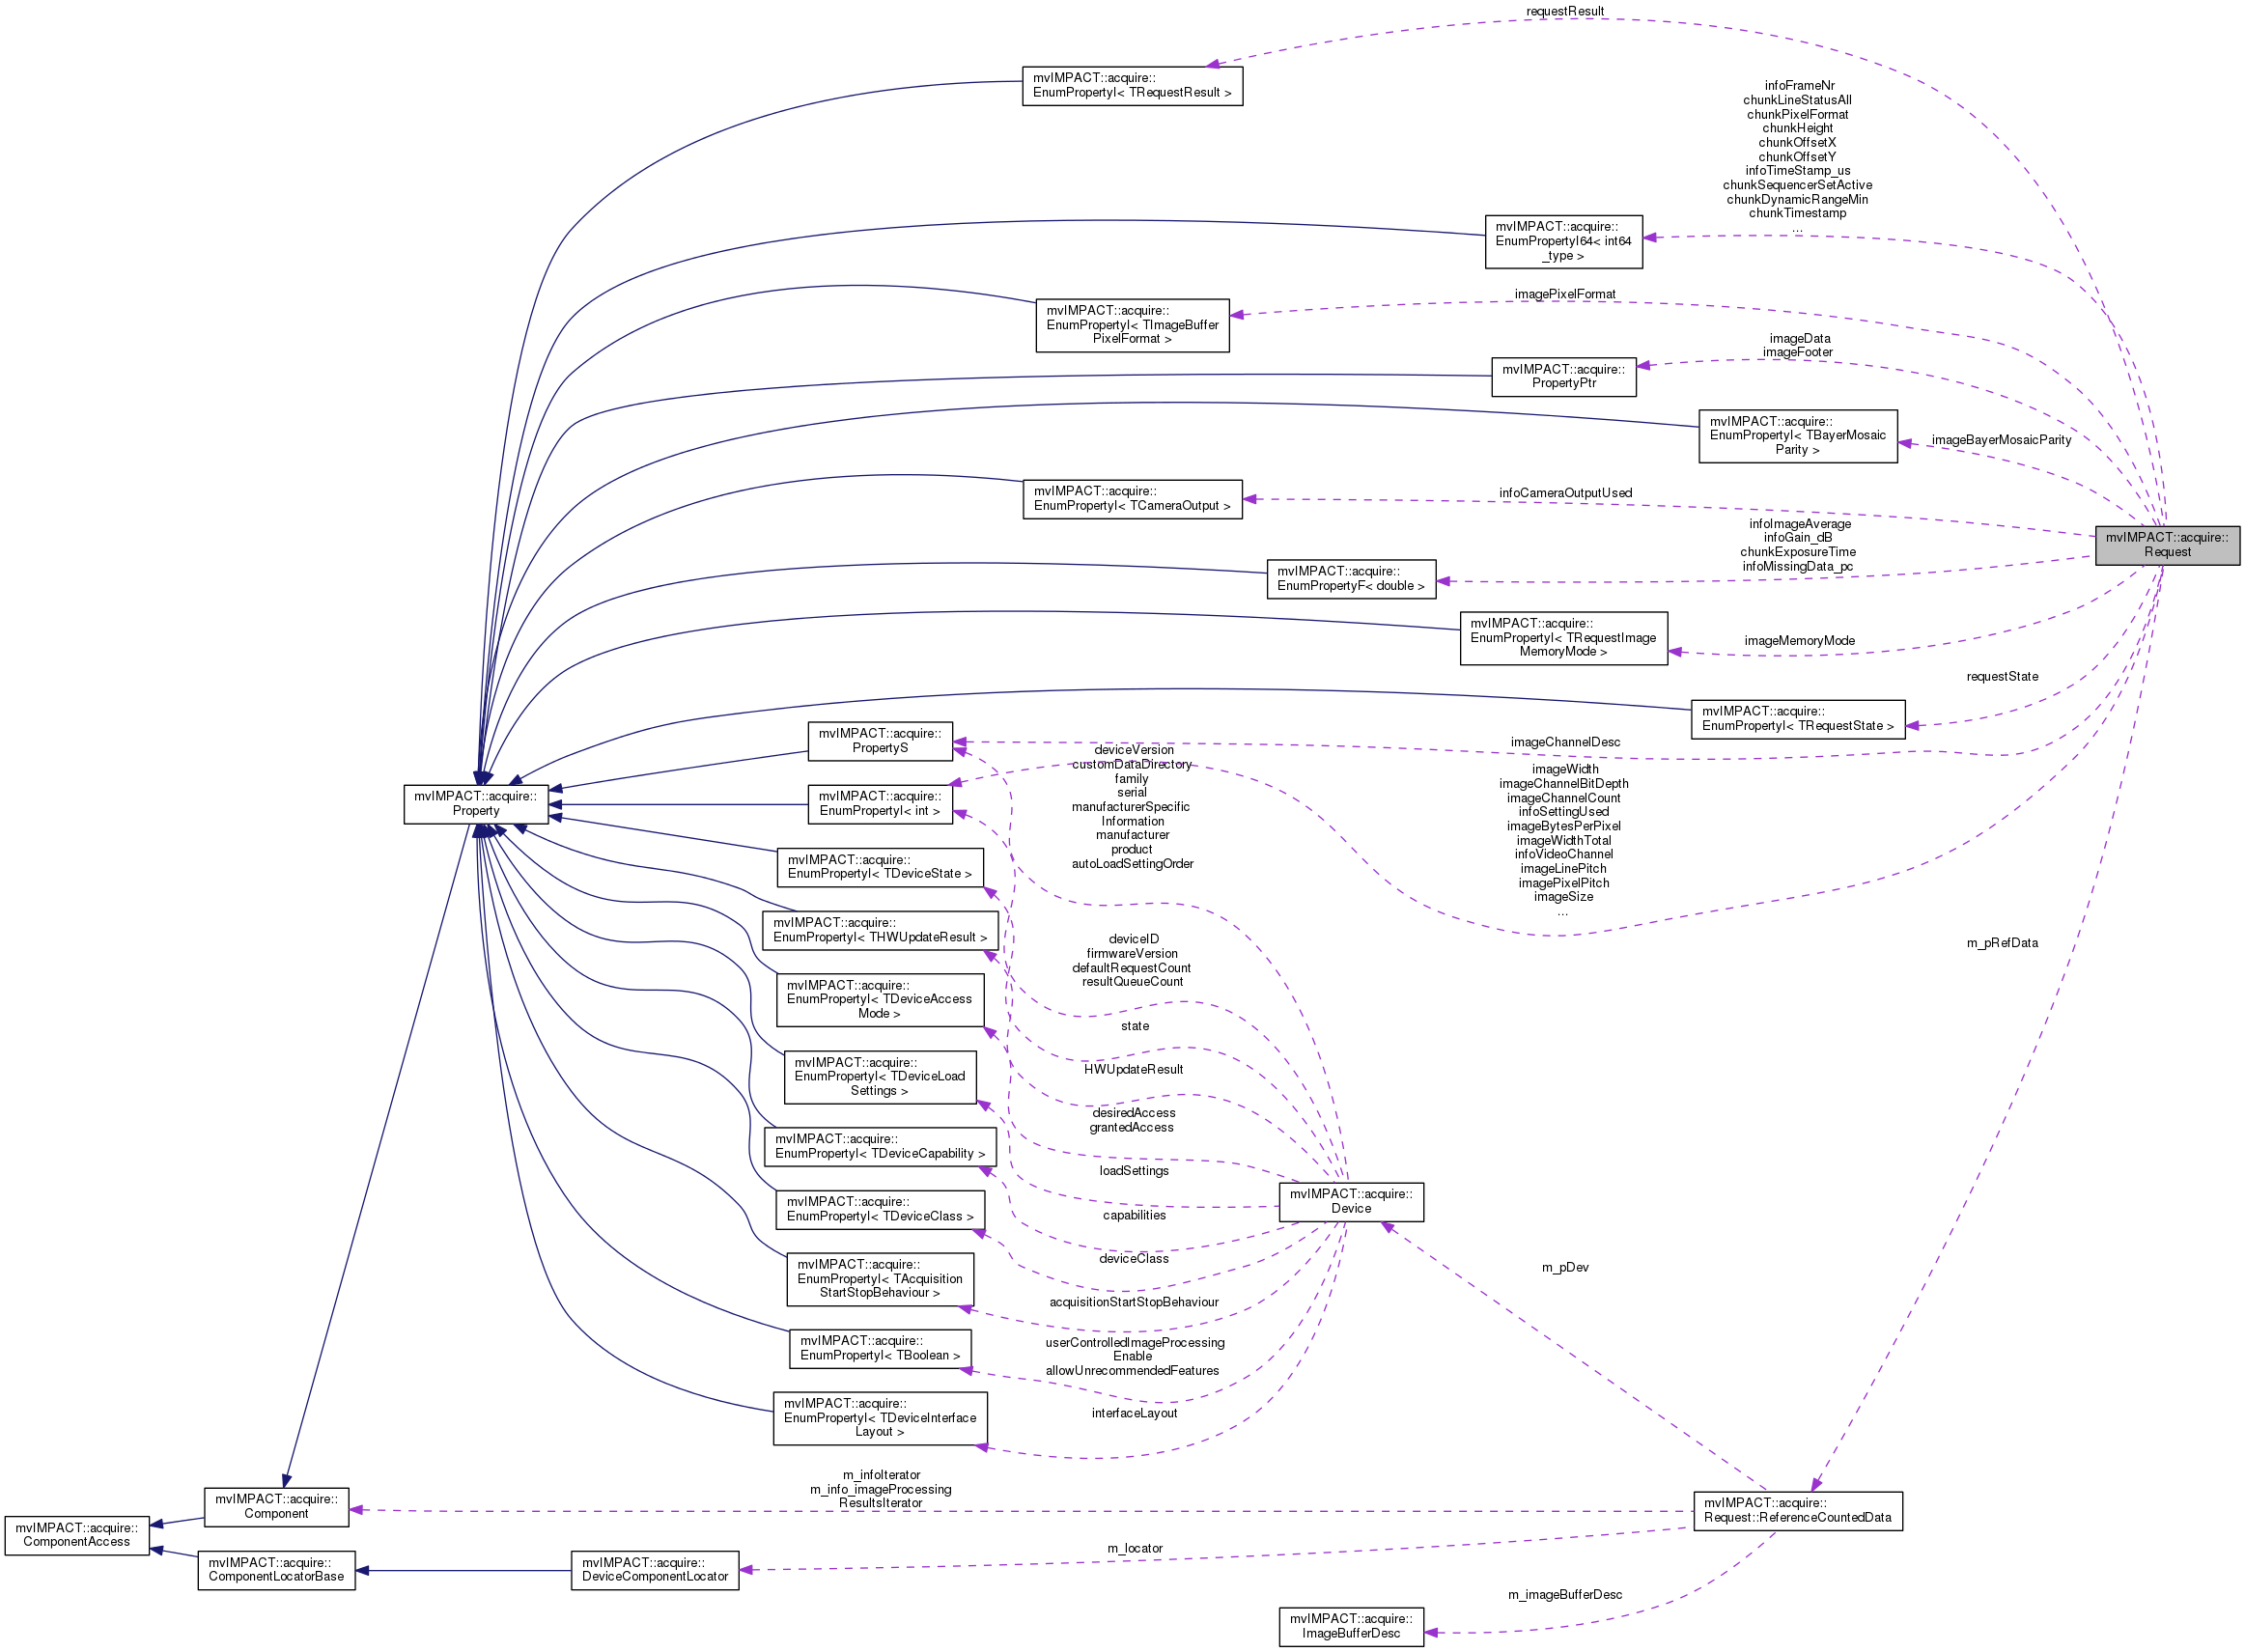 requestResult
mvIMPACT::acquire::
EnumPropertyI< TRequestResult >
infoFrameNr
chunkLineStatusAll
chunkPixelFormat
chunkHeight
chunkOffsetX
chunkOffsetY
infoTimeStamp_us
chunkSequencerSetActive
chunkDynamicRangeMin
chunkTimestamp
...
mvIMPACT::acquire::
EnumPropertyI64< int64
_type >
imagePixelFormat
mvIMPACT::acquire::
EnumPropertyI< TImageBuffer
PixelFormat >
imageData
imageFooter
mvIMPACT::acquire::
PropertyPtr
mvIMPACT::acquire::
EnumPropertyI< TBayerMosaic
Parity >
imageBayerMosaicParity
mvIMPACT::acquire::
EnumPropertyI< TCameraOutput >
infoCameraOutputUsed
infoImageAverage
infoGain_dB
chunkExposureTime
infoMissingData_pc
mvIMPACT::acquire::
Request
mvIMPACT::acquire::
EnumPropertyF< double >
mvIMPACT::acquire::
EnumPropertyI< TRequestImage
MemoryMode >
imageMemoryMode
requestState
mvIMPACT::acquire::
EnumPropertyI< TRequestState >
mvIMPACT::acquire::
PropertyS
imageChannelDesc
deviceVersion
customDataDirectory
family
serial
manufacturerSpecific
Information
manufacturer
product
autoLoadSettingOrder
imageWidth
imageChannelBitDepth
imageChannelCount
infoSettingUsed
imageBytesPerPixel
imageWidthTotal
infoVideoChannel
imageLinePitch
imagePixelPitch
imageSize
...
mvIMPACT::acquire::
Property
mvIMPACT::acquire::
EnumPropertyI< int >
mvIMPACT::acquire::
EnumPropertyI< TDeviceState >
mvIMPACT::acquire::
EnumPropertyI< THWUpdateResult >
deviceID
firmwareVersion
defaultRequestCount
resultQueueCount
m_pRefData
mvIMPACT::acquire::
EnumPropertyI< TDeviceAccess
Mode >
state
HWUpdateResult
mvIMPACT::acquire::
EnumPropertyI< TDeviceLoad
Settings >
desiredAccess
grantedAccess
mvIMPACT::acquire::
EnumPropertyI< TDeviceCapability >
loadSettings
mvIMPACT::acquire::
EnumPropertyI< TDeviceClass >
capabilities
mvIMPACT::acquire::
Device
mvIMPACT::acquire::
EnumPropertyI< TAcquisition
StartStopBehaviour >
deviceClass
m_pDev
acquisitionStartStopBehaviour
mvIMPACT::acquire::
EnumPropertyI< TBoolean >
userControlledImageProcessing
Enable
allowUnrecommendedFeatures
mvIMPACT::acquire::
EnumPropertyI< TDeviceInterface
Layout >
interfaceLayout
m_infoIterator
m_info_imageProcessing
ResultsIterator
mvIMPACT::acquire::
Component
mvIMPACT::acquire::
Request::ReferenceCountedData
mvIMPACT::acquire::
ComponentAccess
mvIMPACT::acquire::
ComponentLocatorBase
mvIMPACT::acquire::
DeviceComponentLocator
m_locator
m_imageBufferDesc
mvIMPACT::acquire::
ImageBufferDesc